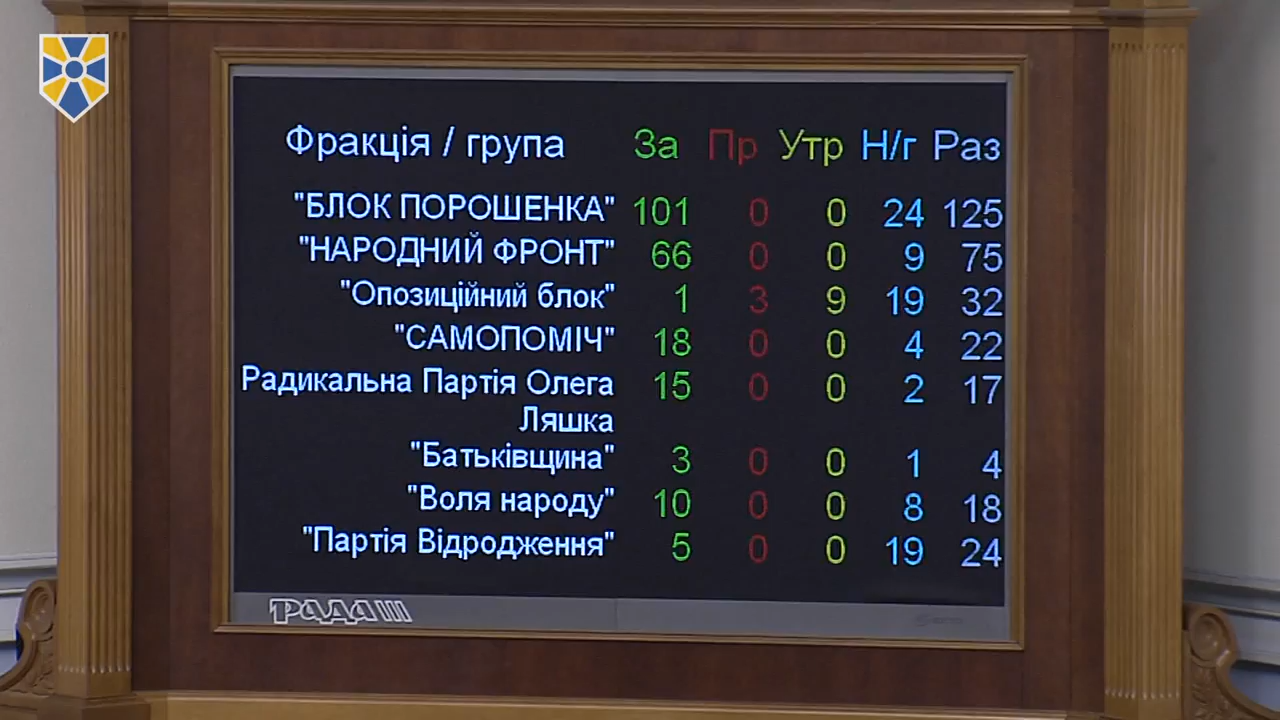 Фракція / група За Пр Утр Н/г Раз
"БЛОК ПОРОШЕНКА" 101 0 0 24 125
"НАРОДНИЙ ФРОНТ" 66 0 0 9 75
"Опозиційний блок" 1 3 9 19 32
"САМОПОМІЧ" 18 0 0 4 22
Радикальна Партія Олега 15 0 0 2 17
Ляшка
"Батьківщина" 3 0 0 1 4
"Воля народу" 10 0 0 8 18
"Партія Відродження" 5 0 0 19 24
РАДА III